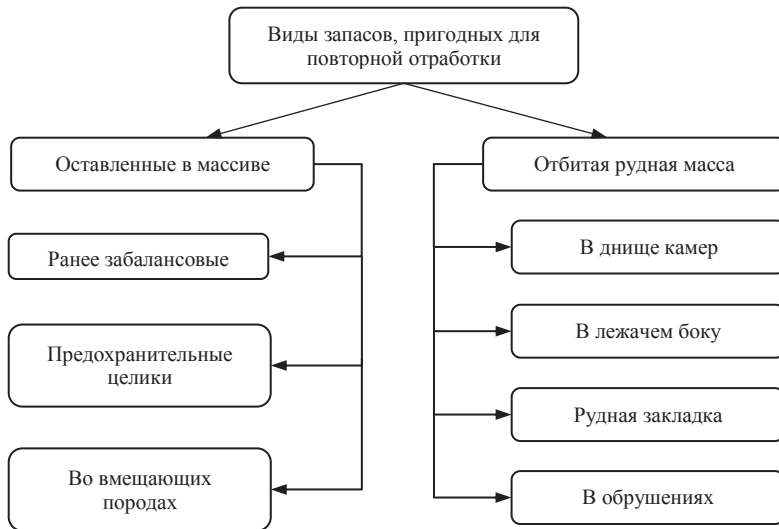 Виды запасов, пригодных для
повторной отработки
Оставленные в массиве
Ранее забалансовые
Предохранительные
целики
Во вмещающих
породах
Отбитая рудная масса
В днище камер
В лежачем боку
Рудная закладка
В обрушениях